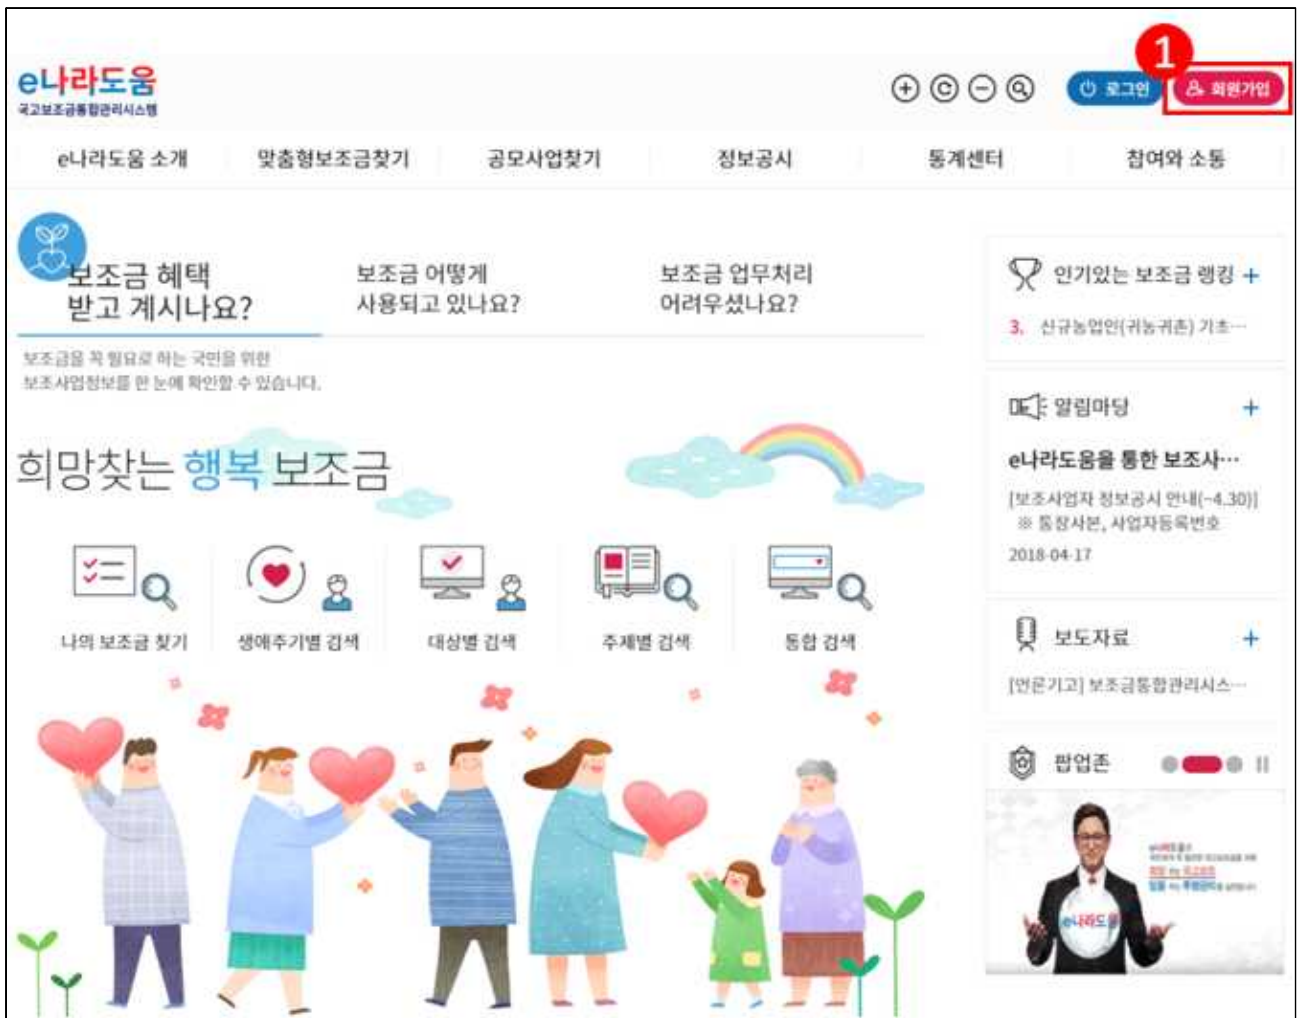 1
e나라도움
국고보조금통합관리시스템
로그인
회원가입
e나라도움 소개
맞춤형보조금찾기
공모사업찾기
정보공시
통계센터
참여와 소통
보조금 혜택
받고 계시나요?
보조금 어떻게
사용되고 있나요?
보조금 업무처리
어려우셨나요?
보조금을 꼭 필요로 하는 국민을 위한
보조사업정보를 한 눈에 확인할 수 있습니다.
희망찾는 행복 보조금
나의 보조금 찾기
생애주기별 검색
대상별 검색
주제별 검색
통합 검색
인기있는 보조금 랭킹 +
3. 신규농업인(귀농귀촌) 기초…
알림마당 +
e나라도움을 통한 보조사…
[보조사업자 정보공시 안내(~4.30)]
※ 통장사본, 사업자등록번호
2018-04-17
보도자료 +
[언론기고] 보조금통합관리시스…
팝업존
e나라도움